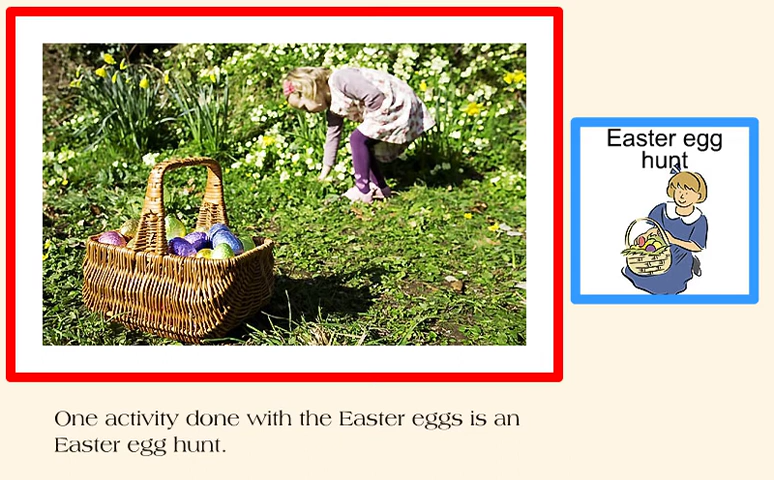 Easter egg
hunt
One activity done with the Easter eggs is an
Easter egg hunt.